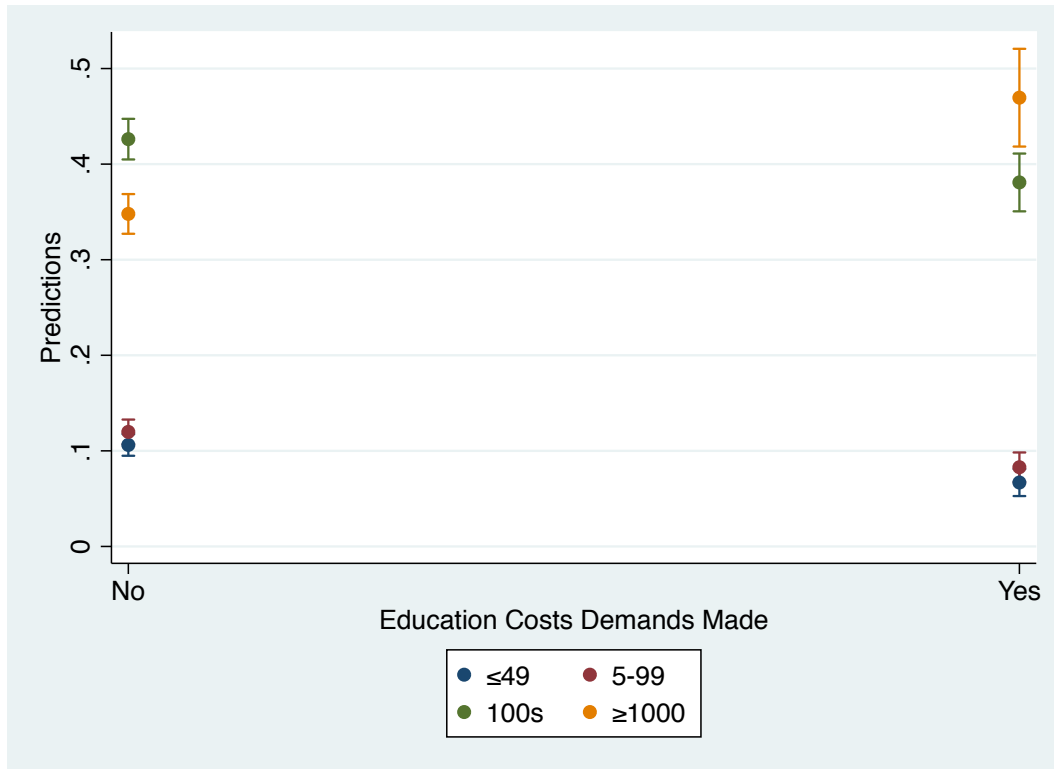 .5
.4
.3
.2
.1
0
Predictions
No Yes
Education Costs Demands Made
≤49 5-99
100s ≥1000